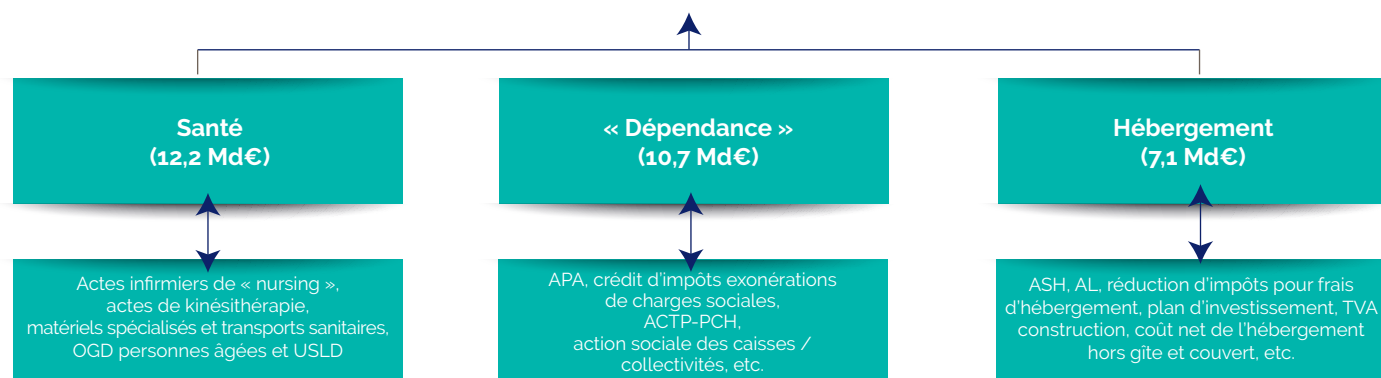 Santé
(12,2 Md€)
« Dépendance »
(10,7 Md€)
Hébergement
(7,1 Md€)
Actes infirmiers de « nursing »,
actes de kinésithérapie,
matériels spécialisés et transports sanitaires,
OGD personnes âgées et USLD
APA, crédit d’impôts exonérations
de charges sociales,
ACTP-PCH,
action sociale des caisses /
collectivités, etc.
ASH, AL, réduction d’impôts pour frais
d’hébergement, plan d’investissement, TVA
construction, coût net de l’hébergement
hors gîte et couvert, etc.